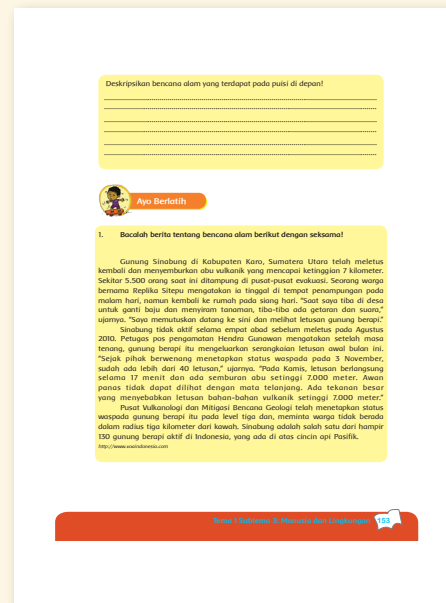 Deskripsikan bencana alam yang terdapat pada puisi di depan!
Ayo Berlatih
1. Bacalah berita tentang bencana alam berikut dengan seksama!
Gunung Sinabung di Kabupaten Karo, Sumatera Utara telah meletus
kembali dan menyemburkan abu vulkanik yang mencapai ketinggian 7 kilometer.
Sekitar 5.500 orang saat ini ditampung di pusat-pusat evakuasi. Seorang warga
bernama Replika Sitepu mengatakan ia tinggal di tempat penampungan pada
malam hari, namun kembali ke rumah pada siang hari. "Saat saya tiba di desa
untuk ganti baju dan menyiram tanaman, tiba-tiba ada getaran dan suara,"
ujarnya. "Saya memutuskan datang ke sini dan melihat letusan gunung berapi."
Sinabung tidak aktif selama empat abad sebelum meletus pada Agustus
2010. Petugas pos pengamatan Hendra Gunawan mengatakan setelah masa
tenang, gunung berapi itu mengeluarkan serangkaian letusan awal bulan ini.
"Sejak pihak berwenang menetapkan status waspada pada 3 November,
sudah ada lebih dari 40 letusan," ujarnya. "Pada Kamis, letusan berlangsung
selama 17 menit dan ada semburan abu setinggi 7.000 meter. Awan
panas tidak dapat dilihat dengan mata telanjang. Ada tekanan besar
yang menyebabkan letusan bahan-bahan vulkanik setinggi 7.000 meter."
Pusat Vulkanologi dan Mitigasi Bencana Geologi telah menetapkan status
waspada gunung berapi itu pada level tiga dan, meminta warga tidak berada
dalam radius tiga kilometer dari kawah. Sinabung adalah salah satu dari hampir
130 gunung berapi aktif di Indonesia, yang ada di atas cincin api Pasifik.
http://www.voaindonesia.com
Tema 1 Subtema 3: Manusia dan Lingkungan 153